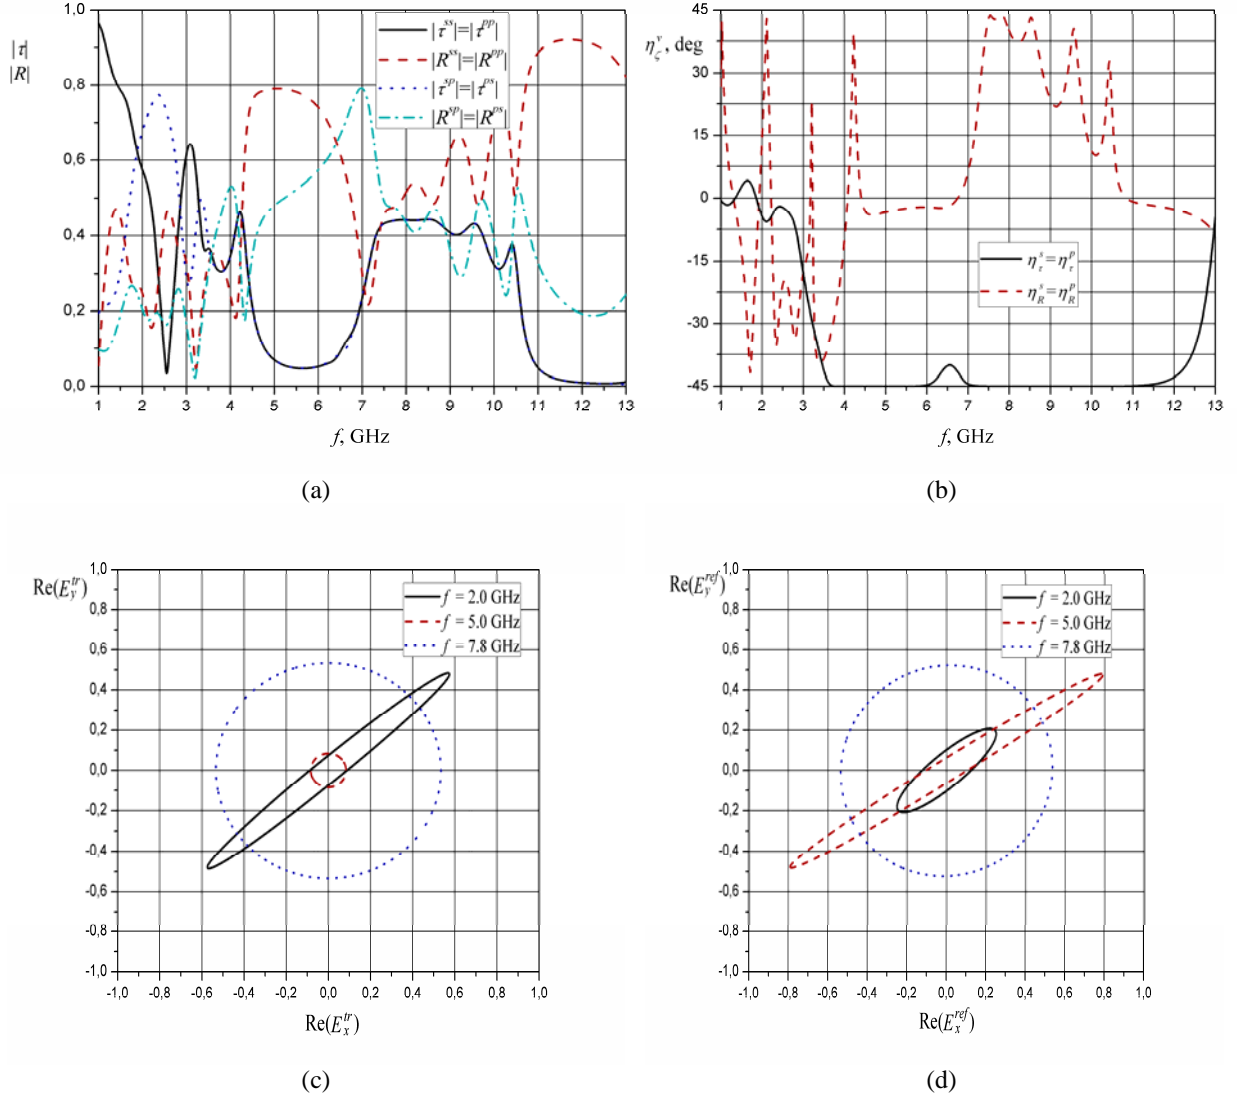 1,0
|τ|
|R|
0,8
0,6
0,4
0,2
0,0
|τ^ss|=|τ^pp|
|R^ss|=|R^pp|
|τ^sp|=|τ^ps|
|R^sp|=|R^ps|
1 2 3 4 5 6 7 8 9 10 11 12 13
f, GHz
(a)
45
η_ζ^ν, deg
30
15
0
-15
-30
-45
η_τ^s=η_τ^p
η_R^s=η_R^p
1 2 3 4 5 6 7 8 9 10 11 12 13
f, GHz
(b)
1,0
Re(E_y^tr)
0,8
0,6
0,4
0,2
0,0
-0,2
-0,4
-0,6
-0,8
-1,0
f = 2.0 GHz
f = 5.0 GHz
f = 7.8 GHz
-1,0 -0,8 -0,6 -0,4 -0,2 0,0 0,2 0,4 0,6 0,8 1,0
Re(E_x^tr)
(c)
1,0
Re(E_y^ref)
0,8
0,6
0,4
0,2
0,0
-0,2
-0,4
-0,6
-0,8
-1,0
f = 2.0 GHz
f = 5.0 GHz
f = 7.8 GHz
-1,0 -0,8 -0,6 -0,4 -0,2 0,0 0,2 0,4 0,6 0,8 1,0
Re(E_x^ref)
(d)